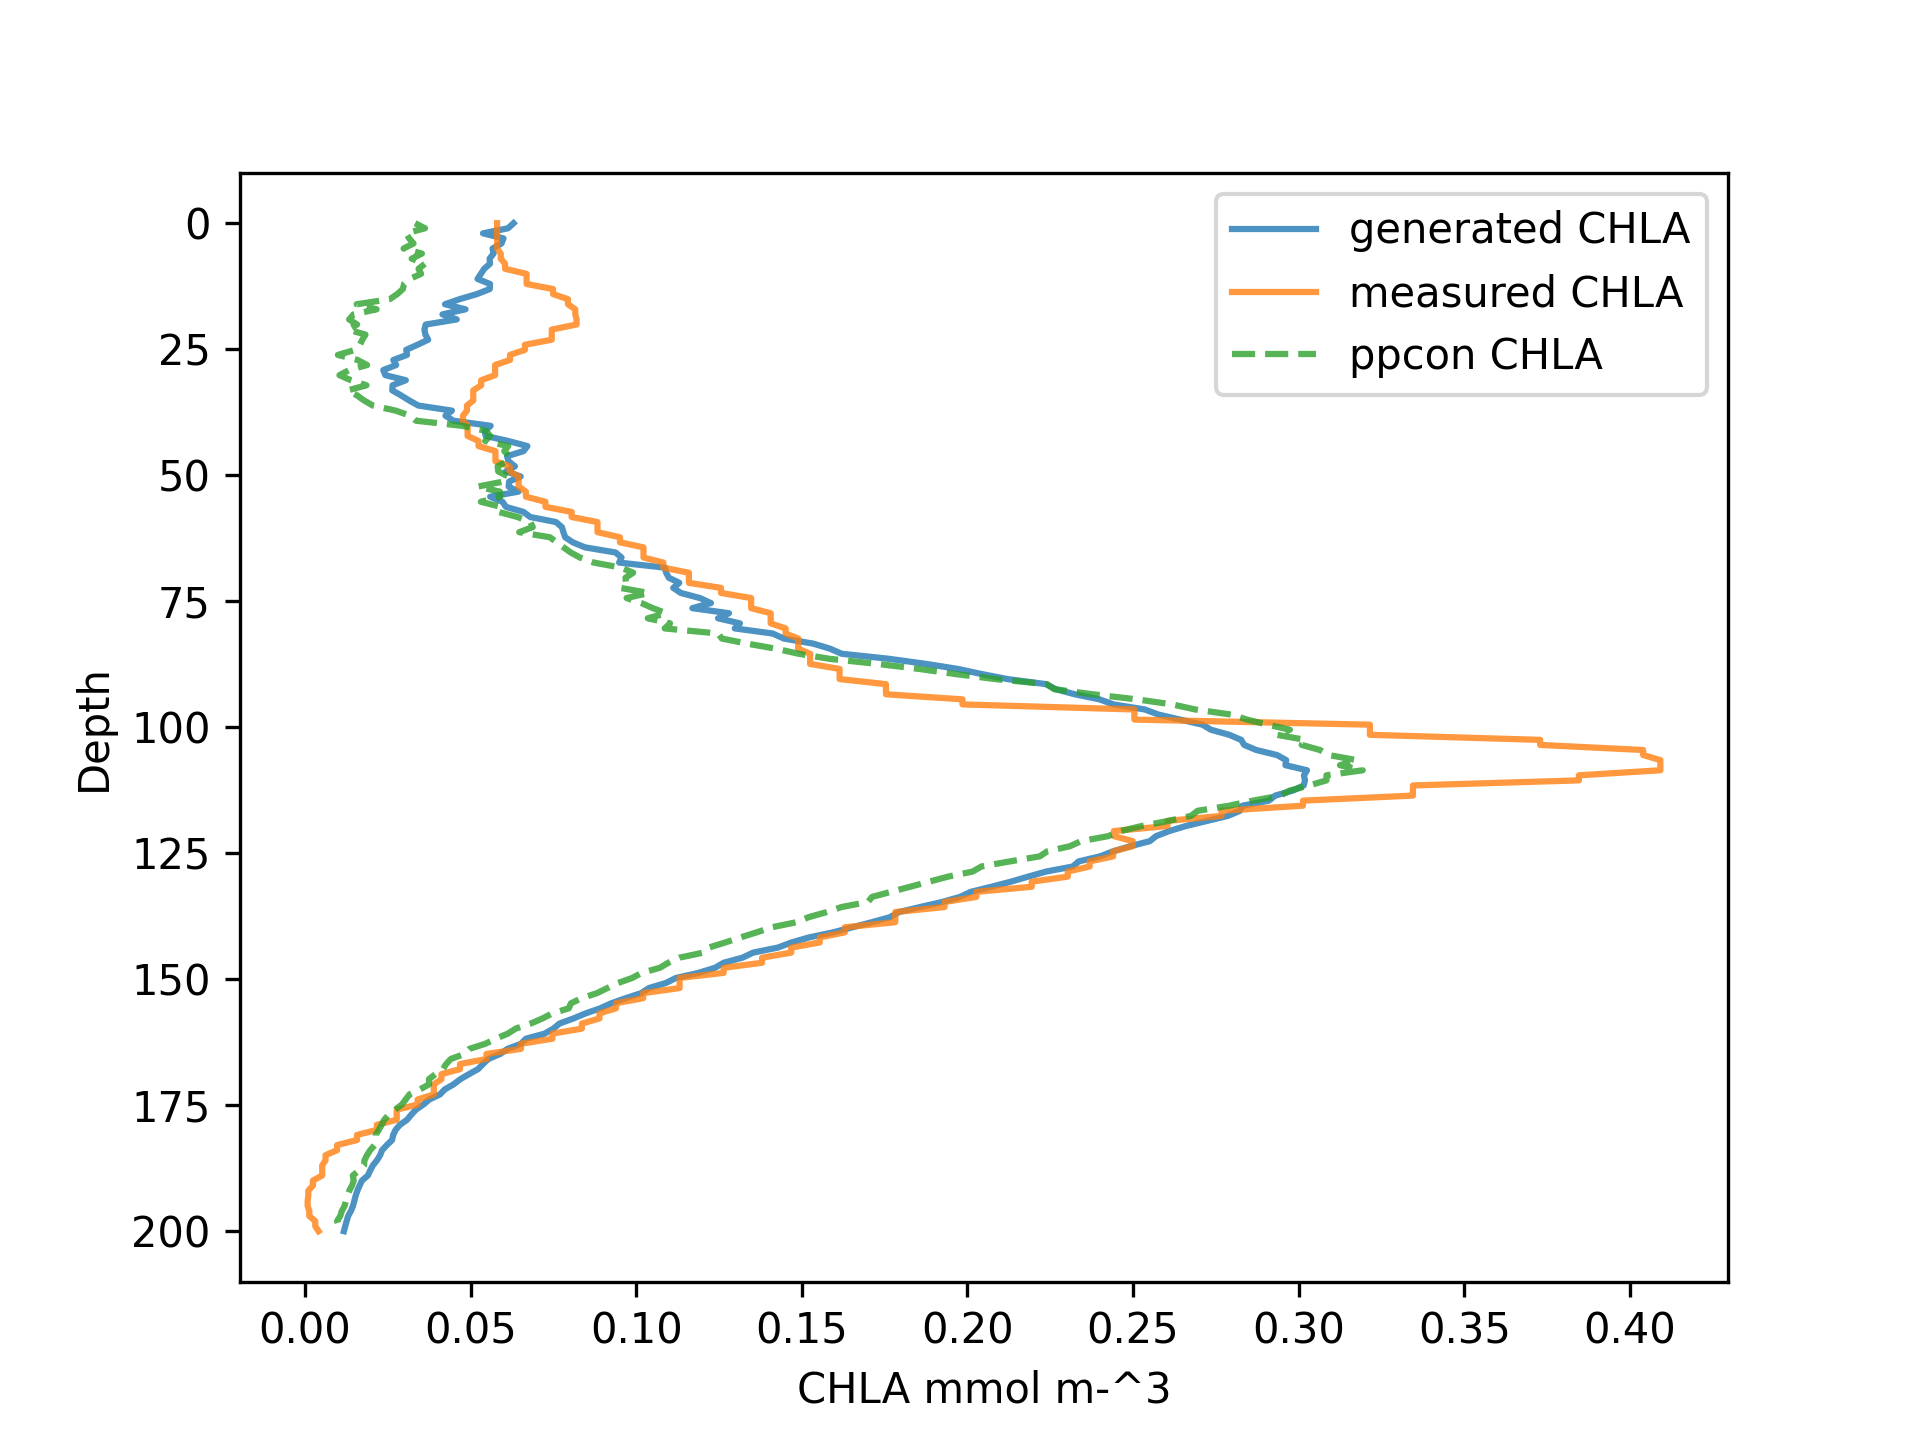 generated CHLA
measured CHLA
ppcon CHLA
Depth
0
25
50
75
100
125
150
175
200
0.00 0.05 0.10 0.15 0.20 0.25 0.30 0.35 0.40
CHLA mmol m-^3